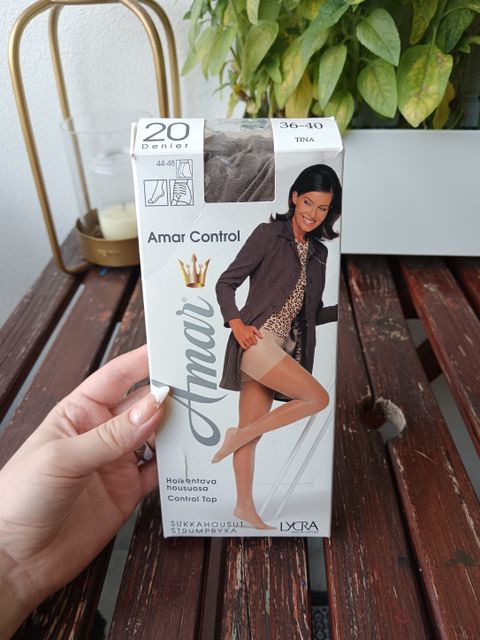 20
Denier
36-40
TINA
44-48
Amar Control
Amar
Hoikentava
housuosa
Control Top
SUKKAHOUSUT
STRUMPBYXA
LYCRA